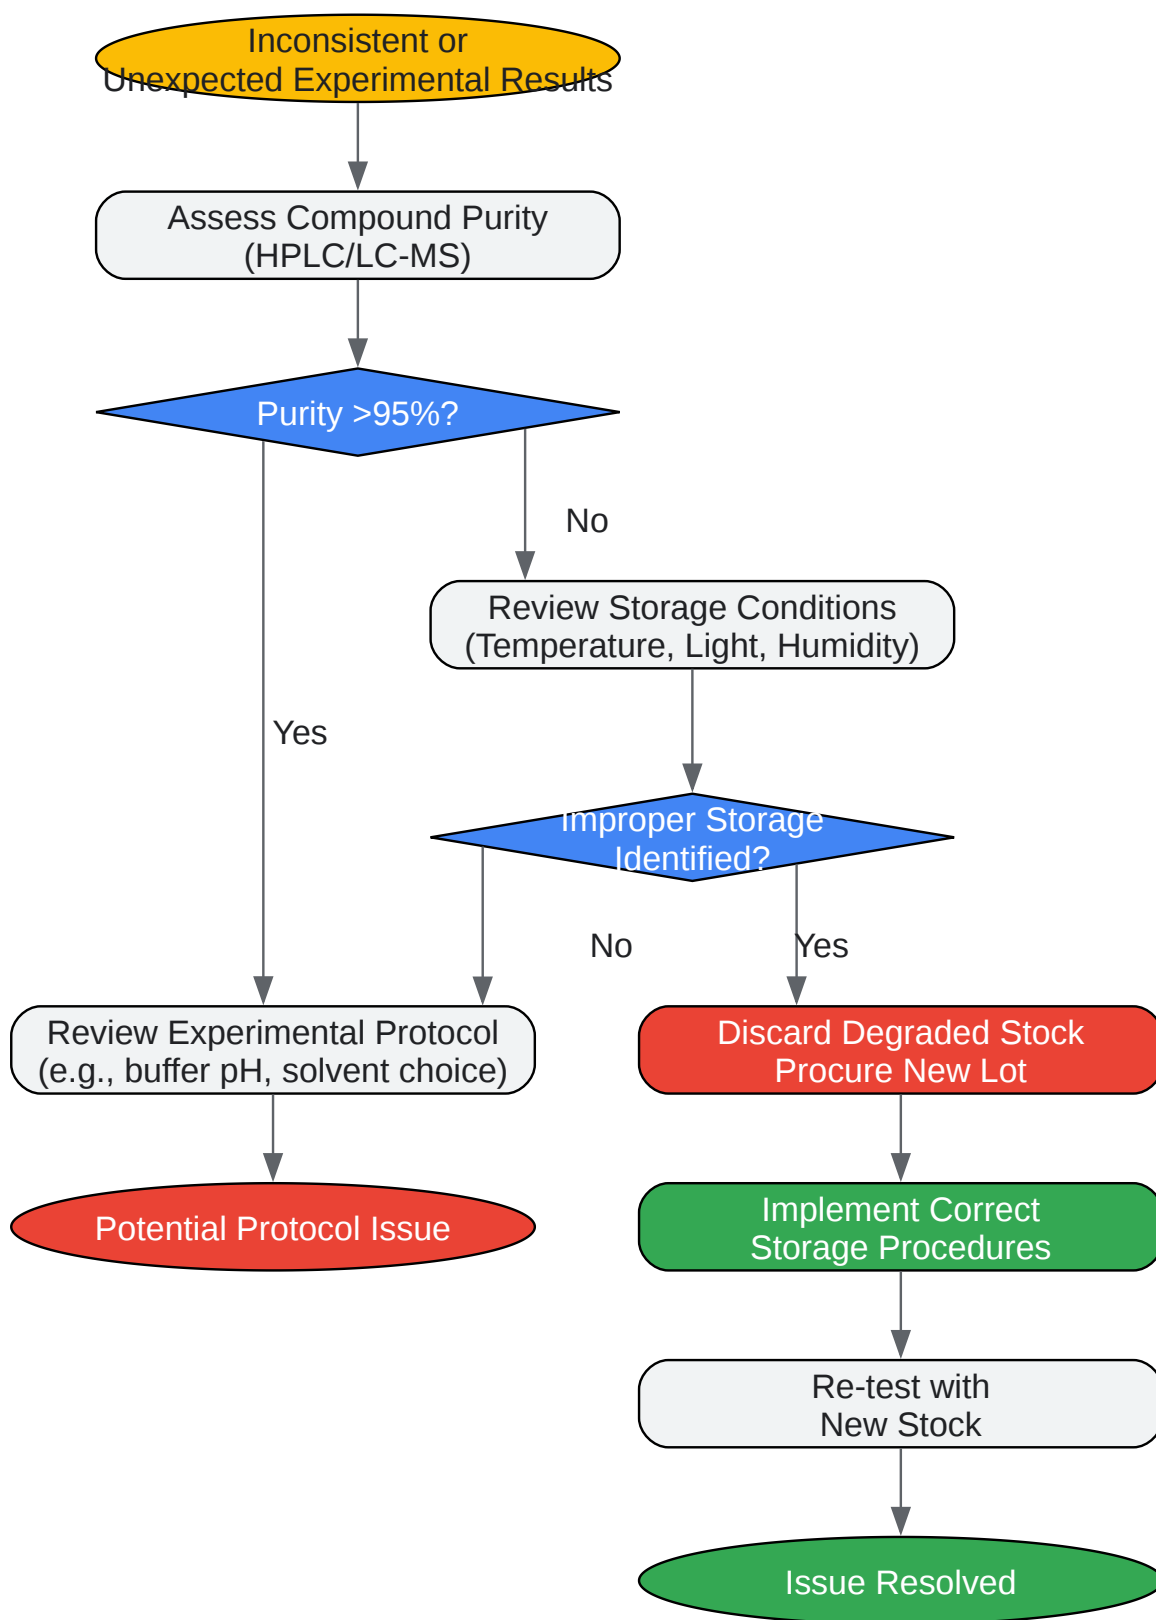 Inconsistent or
Unexpected Experimental Results
Assess Compound Purity
(HPLC/LC-MS)
Purity >95%?
No
Review Storage Conditions
(Temperature, Light, Humidity)
Yes
Improper Storage
Identified?
No
Yes
Review Experimental Protocol
(e.g., buffer pH, solvent choice)
Discard Degraded Stock
Procure New Lot
Potential Protocol Issue
Implement Correct
Storage Procedures
Re-test with
New Stock
Issue Resolved